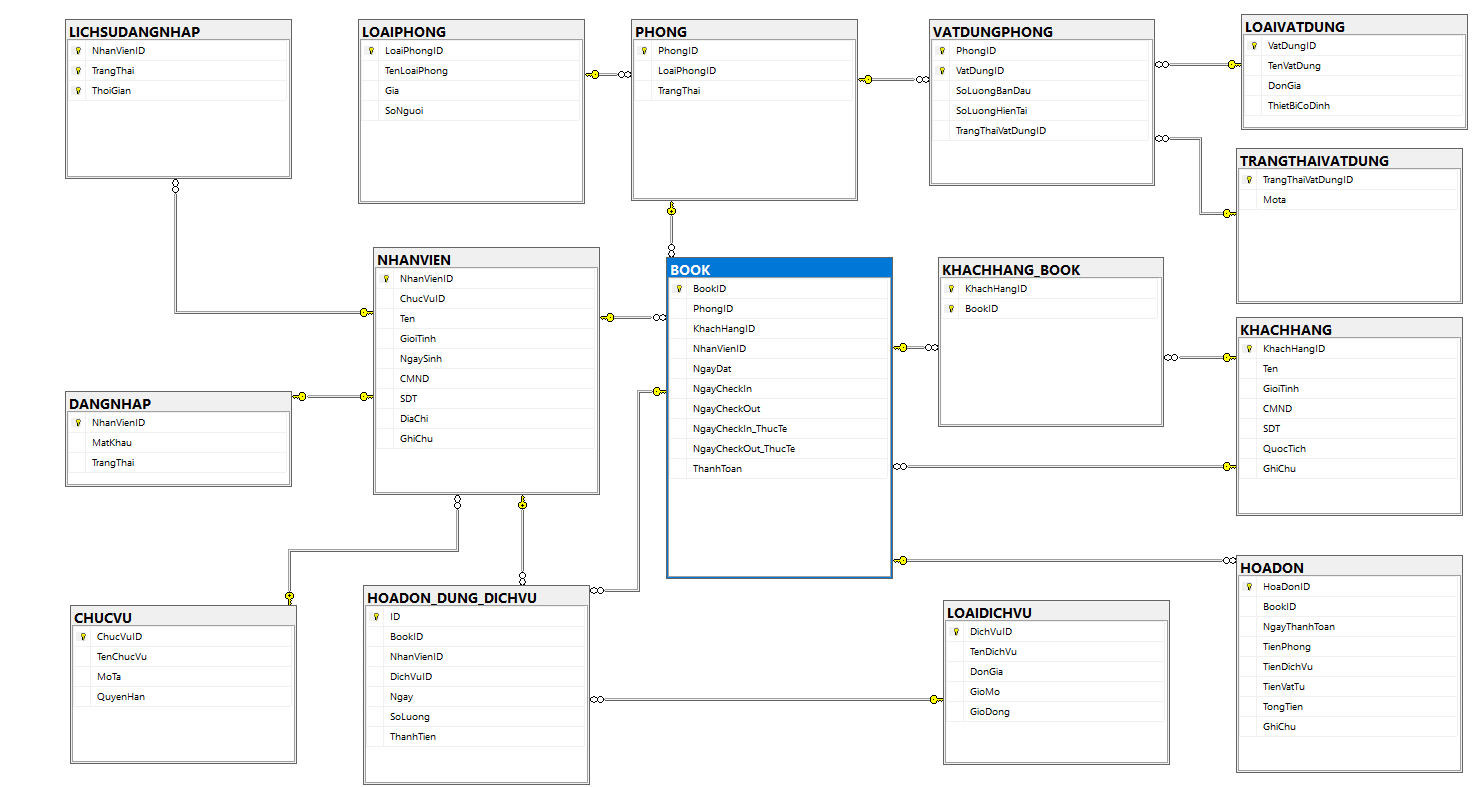 LICHSUDANGNHAP
NhanVienID
TrangThai
ThoiGian
LOAIPHONG
LoaiPhongID
TenLoaiPhong
Gia
SoNguoi
PHONG
PhongID
LoaiPhongID
TrangThai
VATDUNGPHONG
PhongID
VatDungID
SoLuongBanDau
SoLuongHienTai
TrangThaiVatDungID
LOAIVATDUNG
VatDungID
TenVatDung
DonGia
ThietBiCoDinh
TRANGTHAIVATDUNG
TrangThaiVatDungID
Mota
NHANVIEN
NhanVienID
ChucVuID
Ten
GioiTinh
NgaySinh
CMND
SDT
DiaChi
GhiChu
BOOK
BookID
PhongID
KhachHangID
NhanVienID
NgayDat
NgayCheckIn
NgayCheckOut
NgayCheckIn_ThucTe
NgayCheckOut_ThucTe
ThanhToan
KHACHHANG_BOOK
KhachHangID
BookID
KHACHHANG
KhachHangID
Ten
GioiTinh
CMND
SDT
QuocTich
GhiChu
DANGNHAP
NhanVienID
MatKhau
TrangThai
CHUCVU
ChucVuID
TenChucVu
MoTa
QuyenHan
HOADON_DUNG_DICHVU
ID
BookID
NhanVienID
DichVuID
Ngay
SoLuong
ThanhTien
LOAIDICHVU
DichVuID
TenDichVu
DonGia
GioMo
GioDong
HOADON
HoaDonID
BookID
NgayThanhToan
TienPhong
TienDichVu
TienVatTu
TongTien
GhiChu